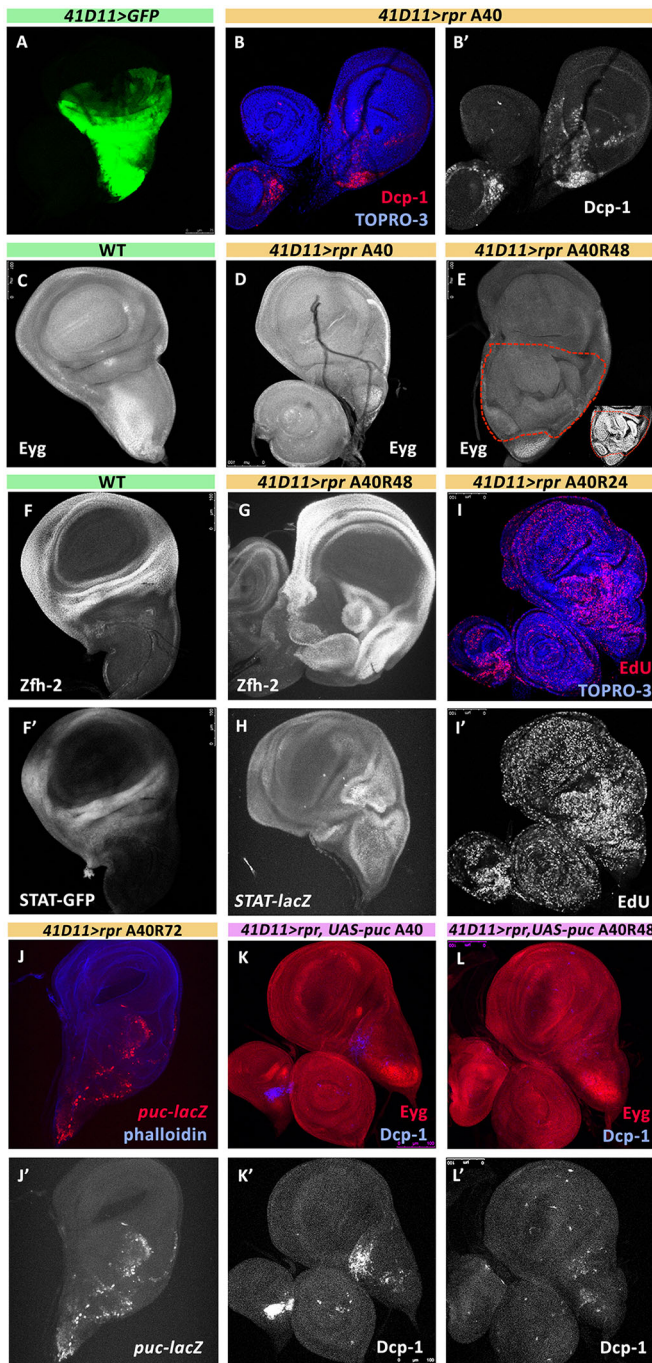 41D11>GFP
41D11>rpr A40
A
B
Dcp-1
TOPRO-3
B’
Dcp-1
WT
41D11>rpr A40
41D11>rpr A40R48
C
Eyg
D
Eyg
E
Eyg
WT
41D11>rpr A40R48
41D11>rpr A40R24
F
Zfh-2
G
Zfh-2
I
EdU
TOPRO-3
F’
STAT-GFP
H
STAT-lacZ
I’
EdU
41D11>rpr A40R72
41D11>rpr, UAS-puc A40
41D11>rpr,UAS-puc A40R48
J
puc-lacZ
phalloidin
K
Eyg
Dcp-1
L
Eyg
Dcp-1
J’
puc-lacZ
K’
Dcp-1
L’
Dcp-1